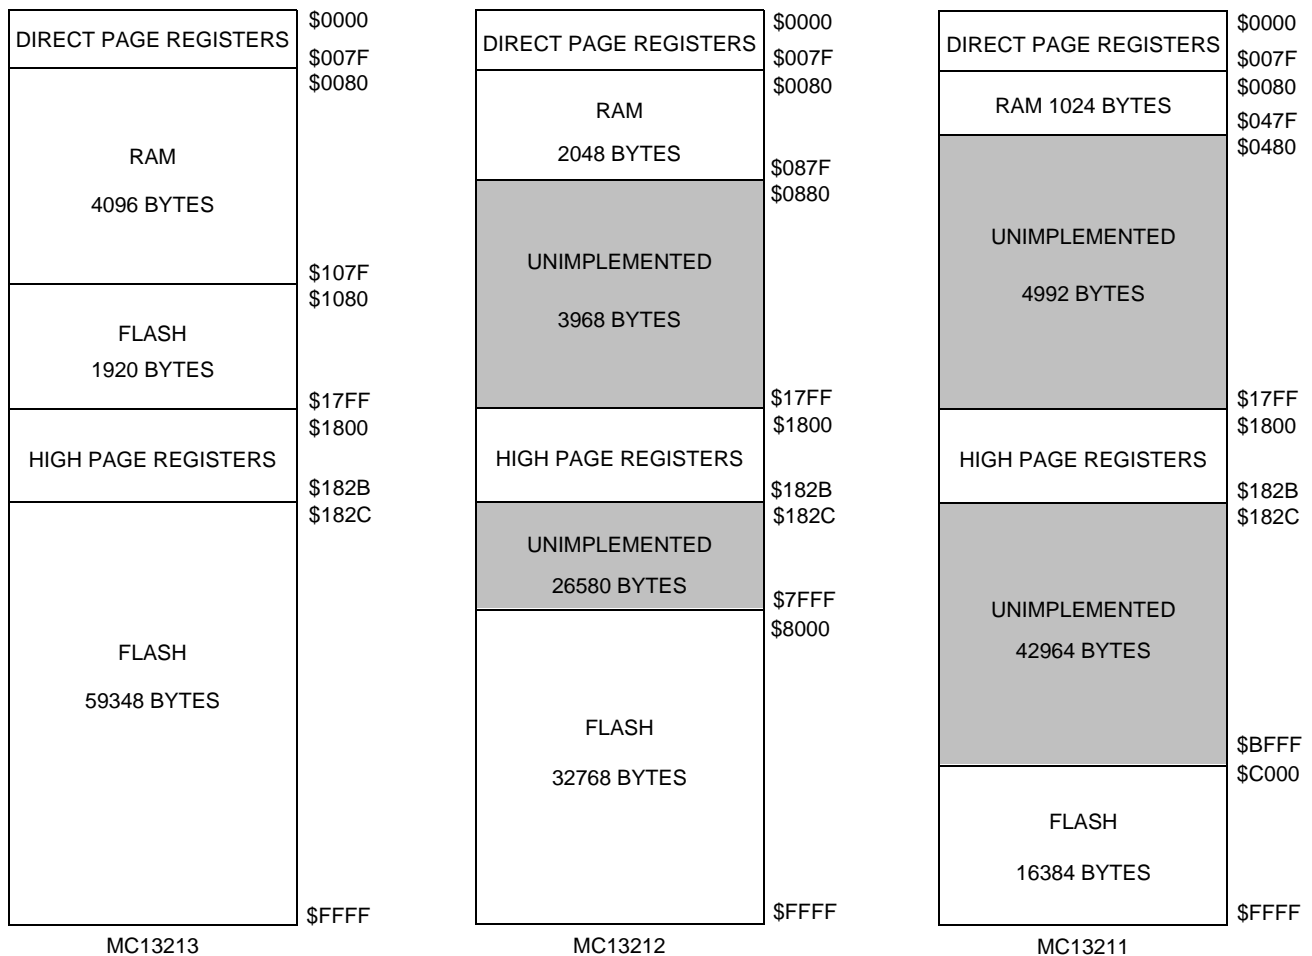 DIRECT PAGE REGISTERS
$0000
$007F
$0080
RAM
4096 BYTES
$107F
$1080
FLASH
1920 BYTES
$17FF
$1800
HIGH PAGE REGISTERS
$182B
$182C
FLASH
59348 BYTES
$FFFF
MC13213
DIRECT PAGE REGISTERS
$0000
$007F
$0080
RAM
2048 BYTES
$087F
$0880
UNIMPLEMENTED
3968 BYTES
$17FF
$1800
HIGH PAGE REGISTERS
$182B
$182C
UNIMPLEMENTED
26580 BYTES
$7FFF
$8000
FLASH
32768 BYTES
$FFFF
MC13212
DIRECT PAGE REGISTERS
$0000
$007F
$0080
RAM 1024 BYTES
$047F
$0480
UNIMPLEMENTED
4992 BYTES
$17FF
$1800
HIGH PAGE REGISTERS
$182B
$182C
UNIMPLEMENTED
42964 BYTES
$BFFF
$C000
FLASH
16384 BYTES
$FFFF
MC13211